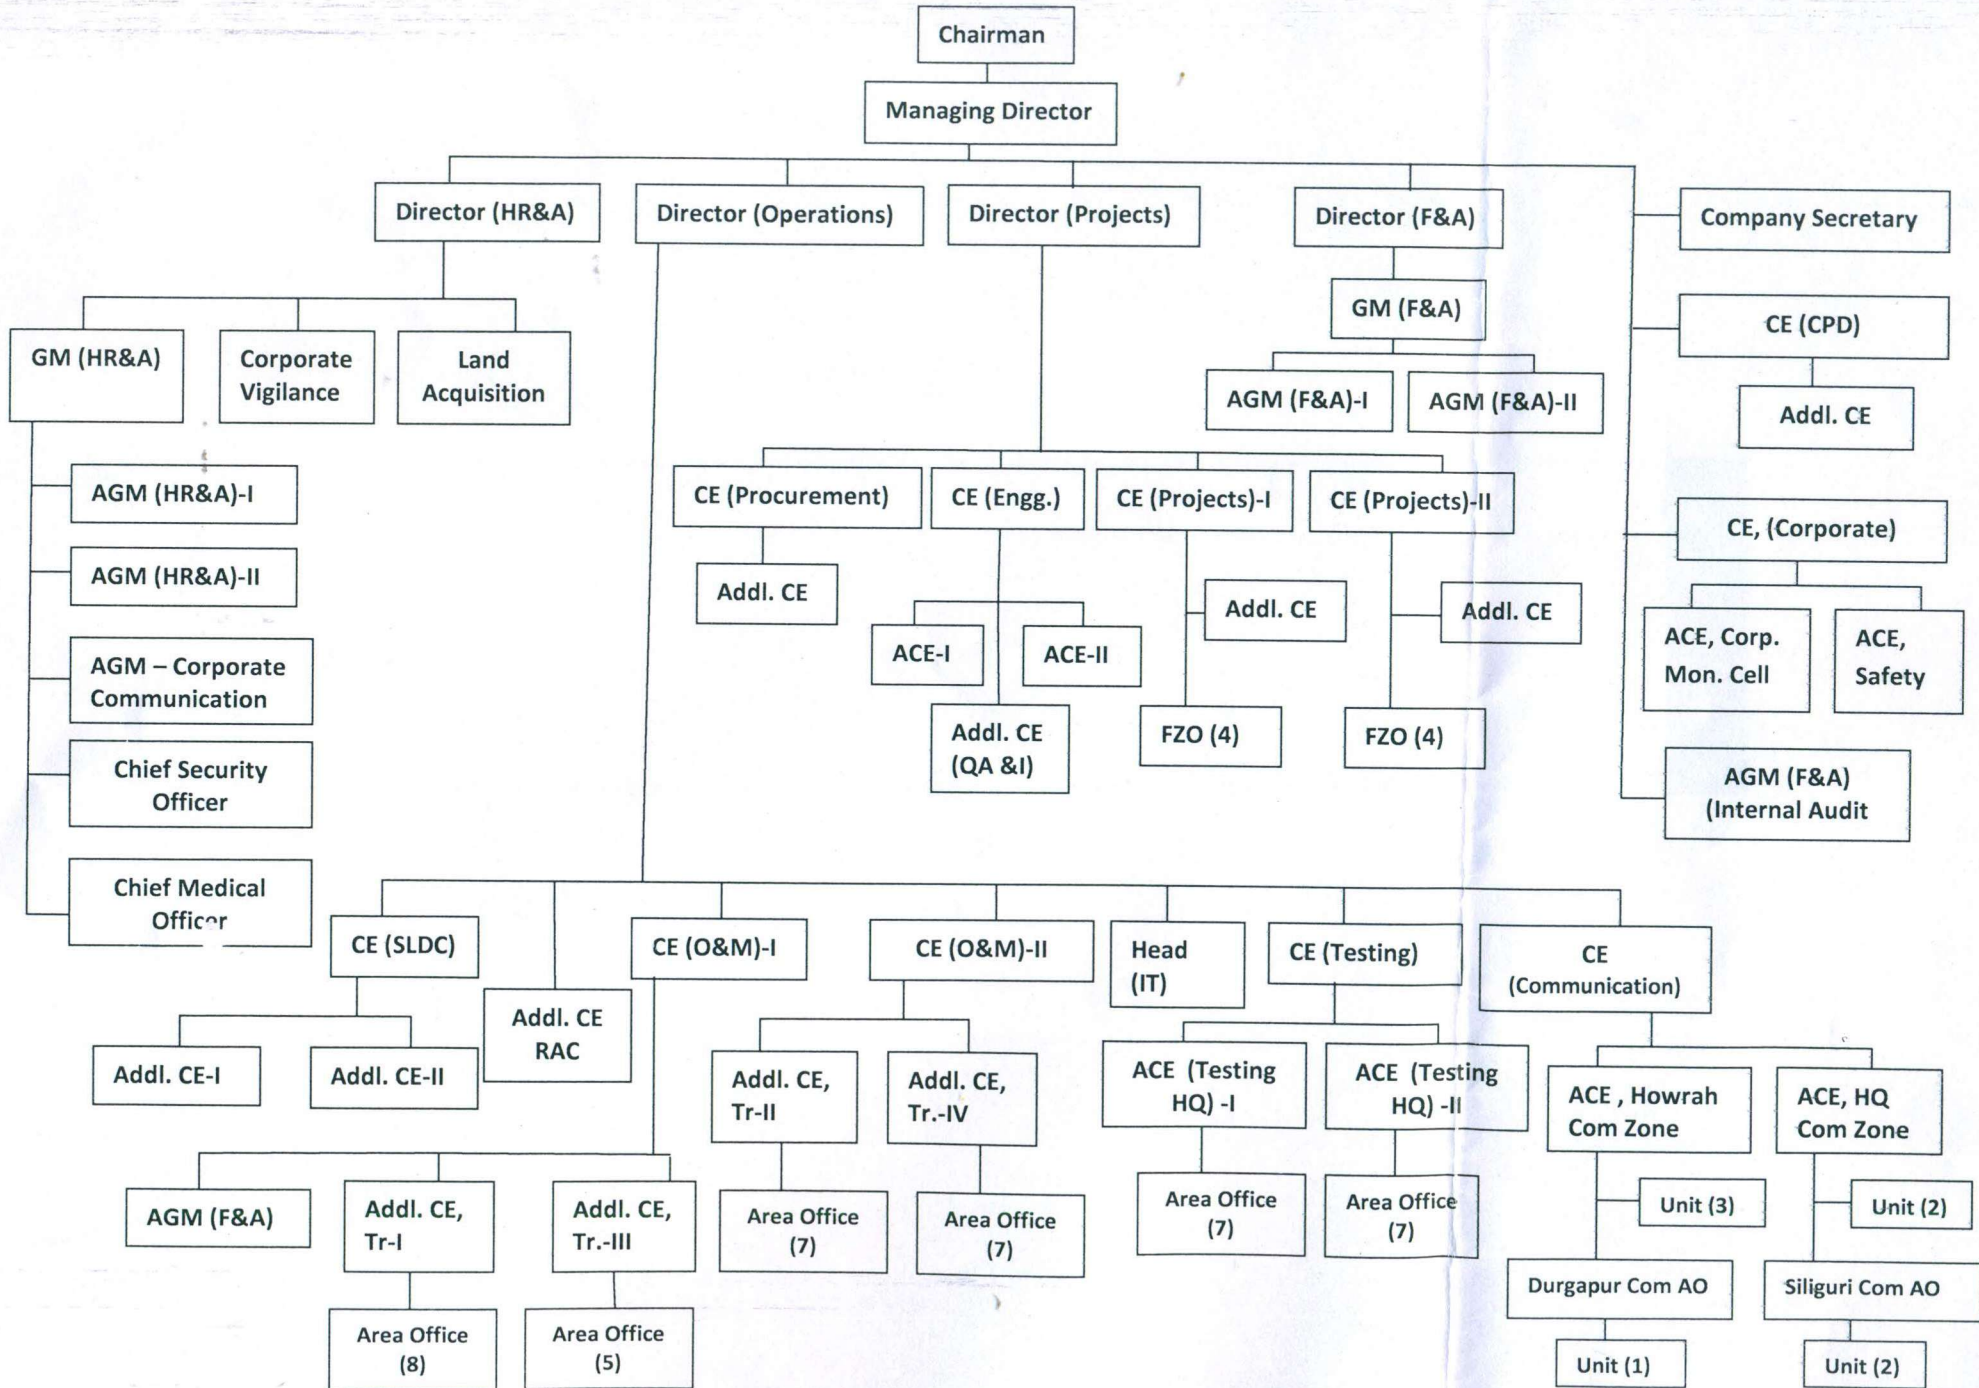 Chairman
Managing Director
Director (HR&A)
Director (Operations)
Director (Projects)
Director (F&A)
Company Secretary
GM (F&A)
CE (CPD)
GM (HR&A)
Corporate
Vigilance
Land
Acquisition
AGM (F&A)-I
AGM (F&A)-II
Addl. CE
AGM (HR&A)-I
CE (Procurement)
CE (Engg.)
CE (Projects)-I
CE (Projects)-II
CE, (Corporate)
AGM (HR&A)-II
Addl. CE
Addl. CE
Addl. CE
ACE-I
ACE-II
ACE, Corp.
Mon. Cell
ACE,
Safety
AGM – Corporate
Communication
Addl. CE
(QA &I)
FZO (4)
FZO (4)
Chief Security
Officer
AGM (F&A)
(Internal Audit
Chief Medical
Officer
CE (SLDC)
CE (O&M)-I
CE (O&M)-II
Head
(IT)
CE (Testing)
CE
(Communication)
Addl. CE-I
Addl. CE-II
Addl. CE
RAC
Addl. CE,
Tr-II
Addl. CE,
Tr.-IV
ACE (Testing
HQ) -I
ACE (Testing
HQ) -II
ACE , Howrah
Com Zone
ACE, HQ
Com Zone
AGM (F&A)
Addl. CE,
Tr-I
Addl. CE,
Tr.-III
Area Office
(7)
Area Office
(7)
Area Office
(7)
Area Office
(7)
Unit (3)
Unit (2)
Durgapur Com AO
Siliguri Com AO
Area Office
(8)
Area Office
(5)
Unit (1)
Unit (2)